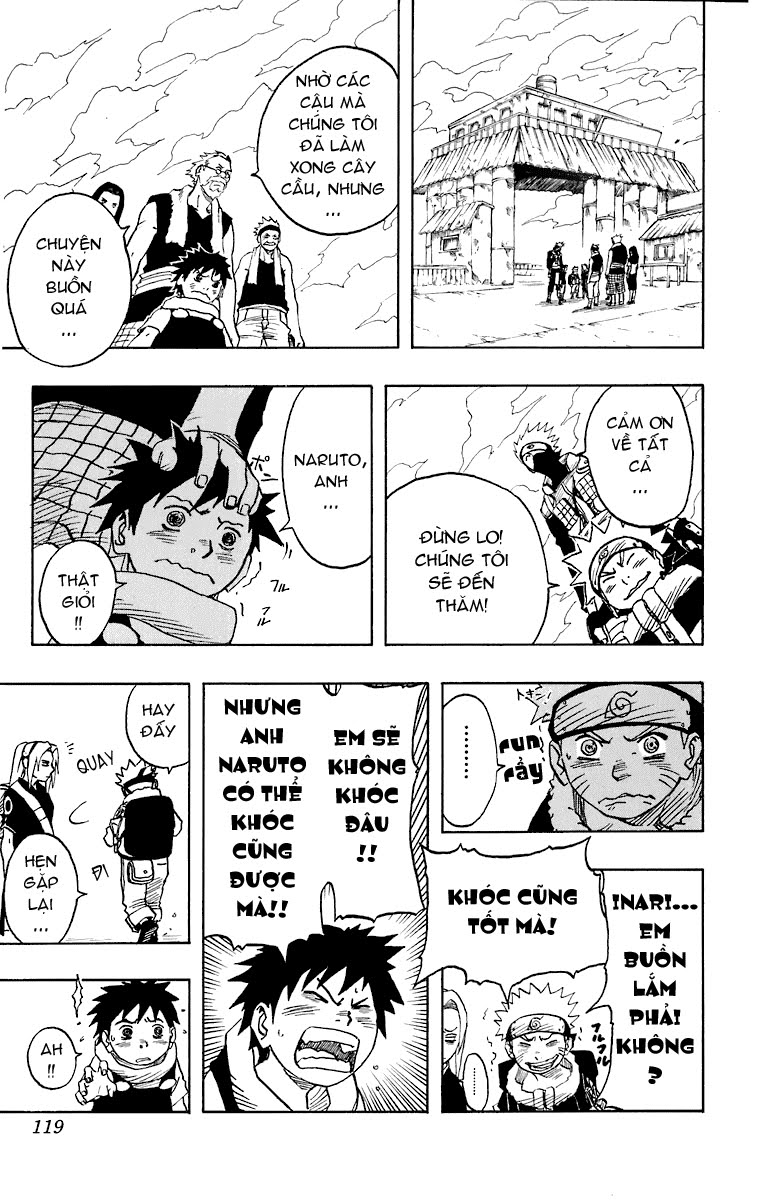 NHỜ CÁC
CẬU MÀ
CHÚNG TÔI
ĐÃ LÀM
XONG CÂY
CẦU, NHƯNG
...
CHUYỆN
NÀY
BUỒN
QUÁ
...
CẢM ƠN
VỀ TẤT
CẢ
...
ĐỪNG LO!
CHÚNG TÔI
SẼ ĐẾN
THĂM!
NARUTO,
ANH
...
THẬT
GIỎI
!!
run
rẩy
.........
INARI...
EM
BUỒN
LẮM
PHẢI
KHÔNG
?
KHÓC CŨNG
TỐT MÀ!
......
EM SẼ
KHÔNG
KHÓC
ĐÂU
!!
NHƯNG
ANH
NARUTO
CÓ THỂ
KHÓC
CŨNG
ĐƯỢC
MÀ!!
HAY
ĐẤY
QUAY
ĐI
HẸN
GẶP
LẠI
...
AH
!!
119